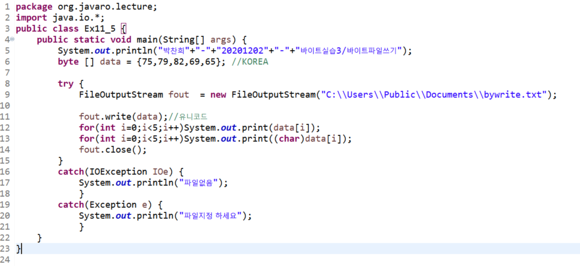 1 package org.javaro.lecture;
2 import java.io.*;
3 public class Ex11_5 {
4 public static void main(String[] args) {
5 System.out.println("박찬희"+"-"+"20201202"+"-"+"바이트실습3/바이트파일쓰기");
6 byte [] data = {75,79,82,69,65}; //KOREA
7
8 try {
9 FileOutputStream fout = new FileOutputStream("C:\\Users\\Public\\Documents\\bywrite.txt");
10
11 fout.write(data);//유니코드
12 for(int i=0;i<5;i++)System.out.print(data[i]);
13 for(int i=0;i<5;i++)System.out.print((char)data[i]);
14 fout.close();
15 }
16 catch(IOException IOe) {
17 System.out.println("파일없음");
18 }
19 catch(Exception e) {
20 System.out.println("파일지정 하세요");
21 }
22 }
23 }
24